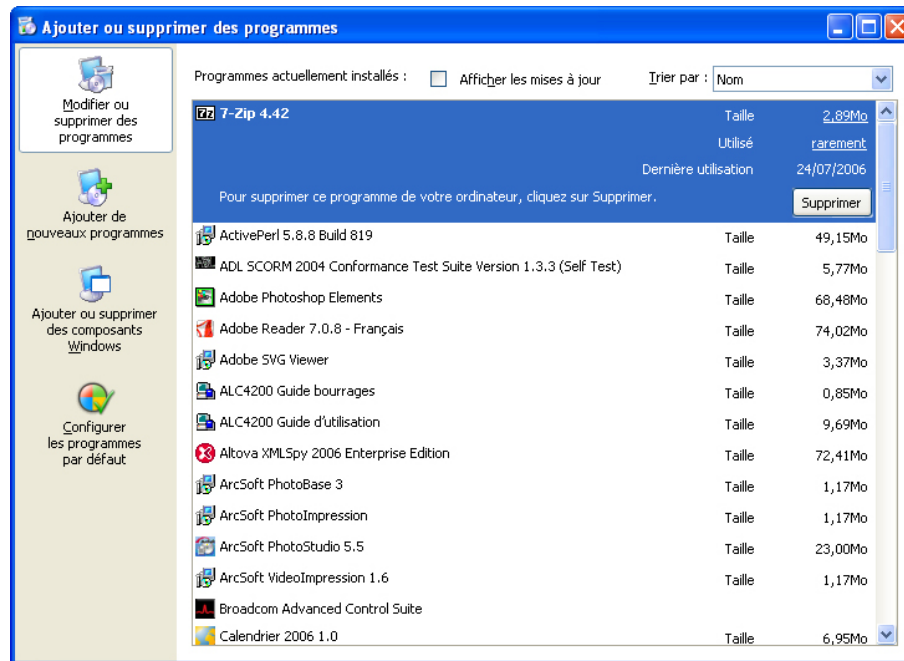 Ajouter ou supprimer des programmes
Modifier ou
supprimer des
programmes
Ajouter de
nouveaux programmes
Ajouter ou supprimer
des composants
Windows
Configurer
les programmes
par défaut
Programmes actuellement installés :
Afficher les mises à jour
Trier par : Nom
7-Zip 4.42 Taille 2,89Mo
Utilisé rarement
Dernière utilisation 24/07/2006
Pour supprimer ce programme de votre ordinateur, cliquez sur Supprimer. Supprimer
ActivePerl 5.8.8 Build 819 Taille 49,15Mo
ADL SCORM 2004 Conformance Test Suite Version 1.3.3 (Self Test) Taille 5,77Mo
Adobe Photoshop Elements Taille 68,48Mo
Adobe Reader 7.0.8 - Français Taille 74,02Mo
Adobe SVG Viewer Taille 3,37Mo
ALC4200 Guide bourrages Taille 0,85Mo
ALC4200 Guide d'utilisation Taille 9,69Mo
Altova XMLSpy 2006 Enterprise Edition Taille 72,41Mo
ArcSoft PhotoBase 3 Taille 1,17Mo
ArcSoft PhotoImpression Taille 1,17Mo
ArcSoft PhotoStudio 5.5 Taille 23,00Mo
ArcSoft VideoImpression 1.6 Taille 1,17Mo
Broadcom Advanced Control Suite
Calendrier 2006 1.0 Taille 6,95Mo